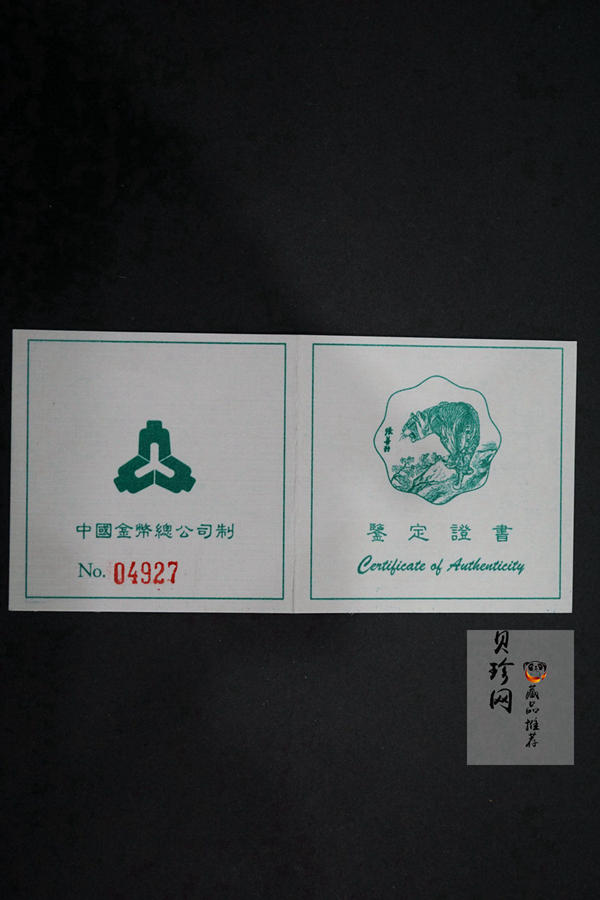 中國金幣總公司制
No. 04927
鑒定證書
Certificate of Authenticity
贝珍网
藏品推荐